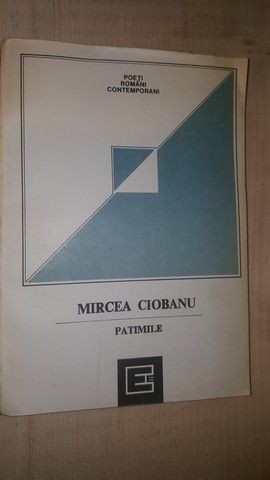 POEȚI
ROMÂNI
CONTEMPORANI
MIRCEA CIOBANU
PATIMILE